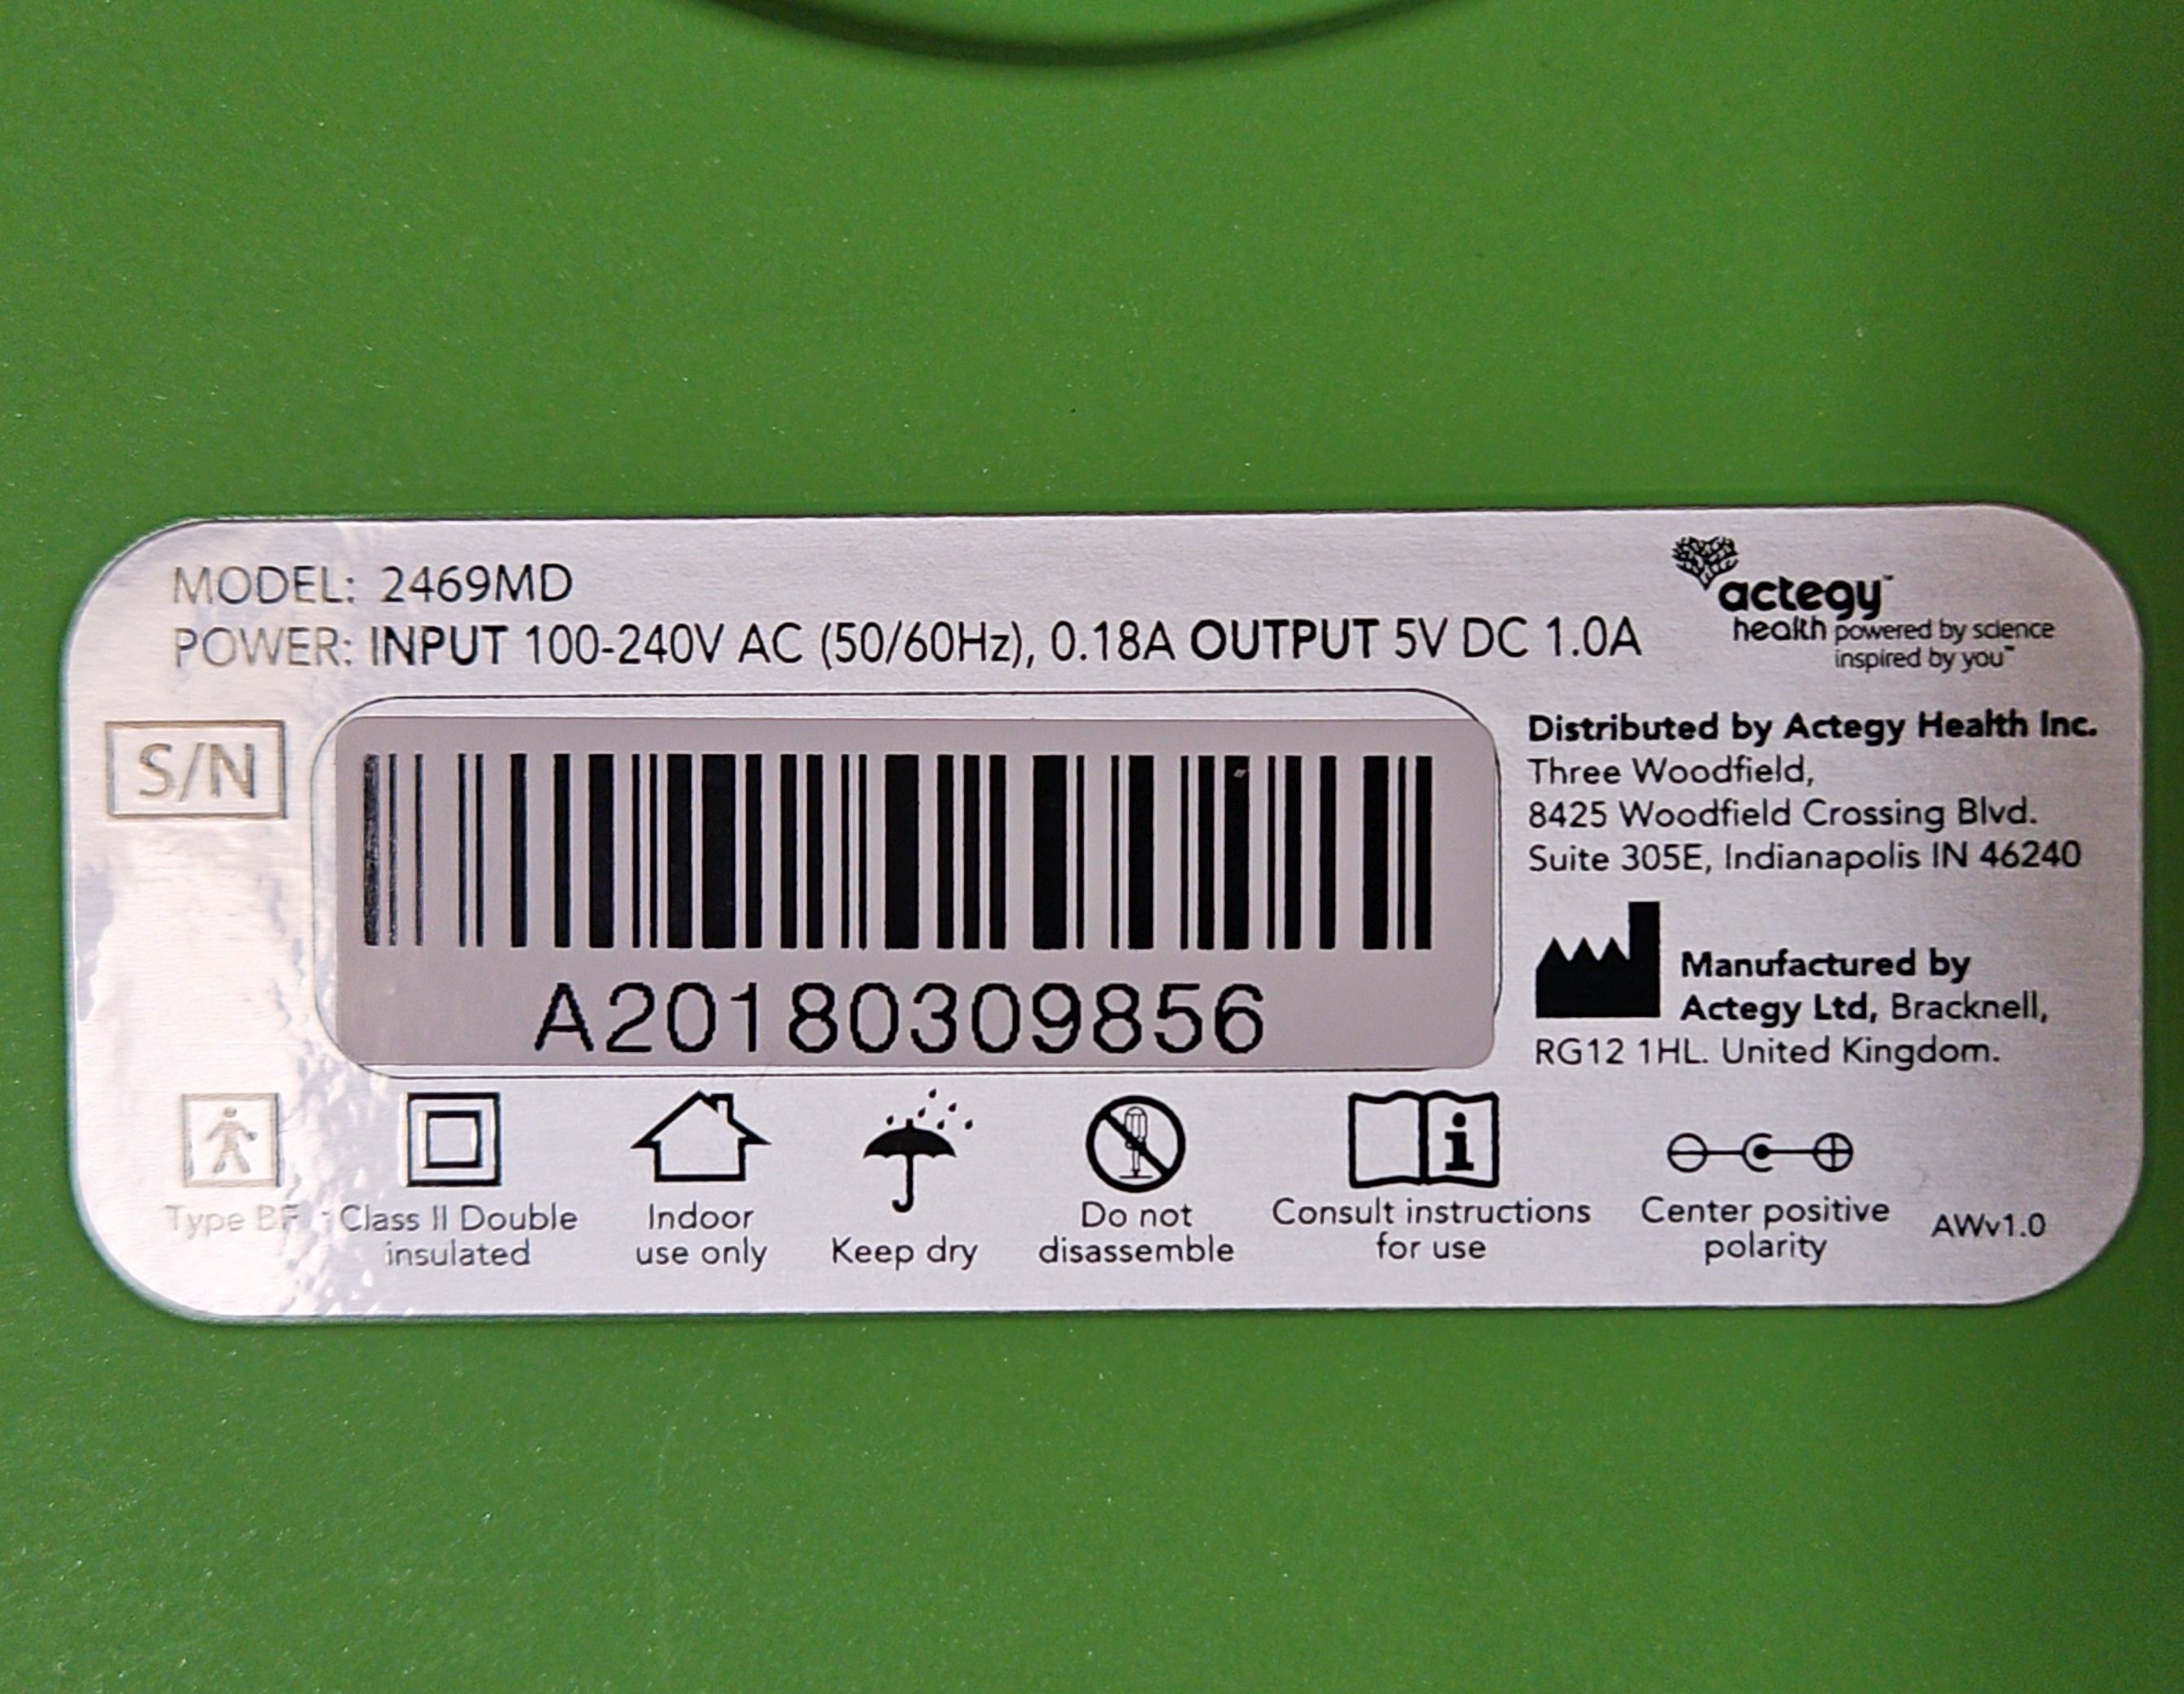 MODEL: 2469MD
POWER: INPUT 100-240V AC (50/60Hz), 0.18A OUTPUT 5V DC 1.0A
actegy™
health powered by science
inspired by you™
S/N
A20180309856
Distributed by Actegy Health Inc.
Three Woodfield,
8425 Woodfield Crossing Blvd.
Suite 305E, Indianapolis IN 46240
Manufactured by
Actegy Ltd, Bracknell,
RG12 1HL. United Kingdom.
Type BF
Class II Double
insulated
Indoor
use only
Keep dry
Do not
disassemble
i
Consult instructions
for use
Center positive
polarity
AWv1.0